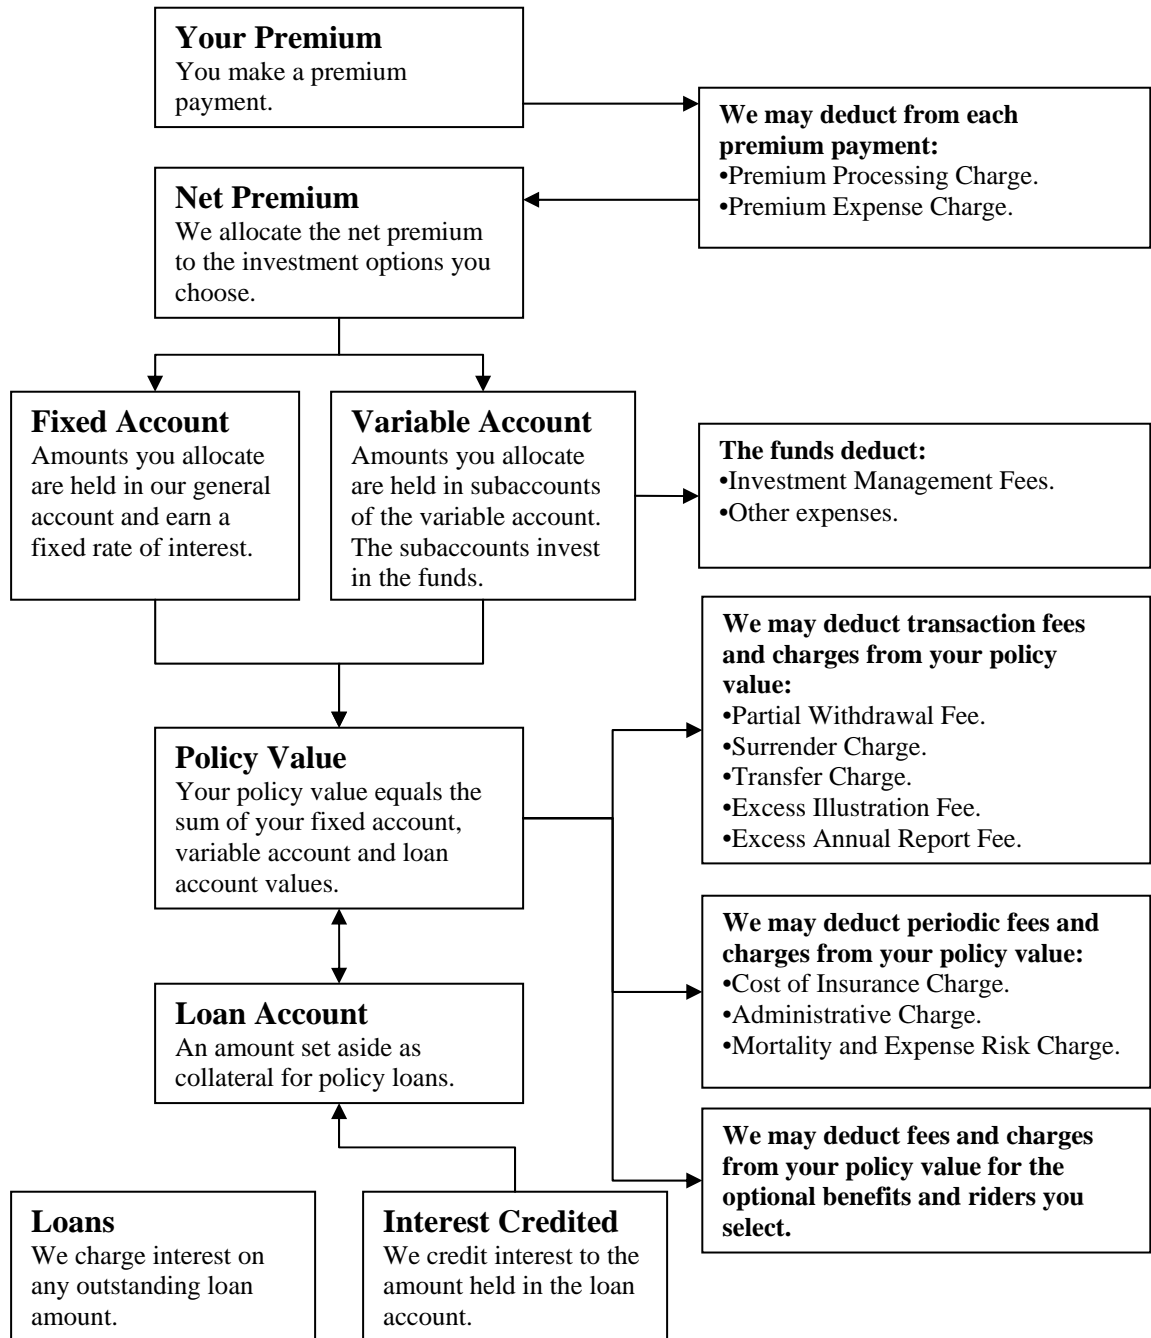 Your Premium
You make a premium
payment.
We may deduct from each
premium payment:
•Premium Processing Charge.
•Premium Expense Charge.
Net Premium
We allocate the net premium
to the investment options you
choose.
Fixed Account
Amounts you allocate
are held in our general
account and earn a
fixed rate of interest.
Variable Account
Amounts you allocate
are held in subaccounts
of the variable account.
The subaccounts invest
in the funds.
The funds deduct:
•Investment Management Fees.
•Other expenses.
We may deduct transaction fees
and charges from your policy
value:
•Partial Withdrawal Fee.
•Surrender Charge.
•Transfer Charge.
•Excess Illustration Fee.
•Excess Annual Report Fee.
Policy Value
Your policy value equals the
sum of your fixed account,
variable account and loan
account values.
We may deduct periodic fees and
charges from your policy value:
•Cost of Insurance Charge.
•Administrative Charge.
•Mortality and Expense Risk Charge.
Loan Account
An amount set aside as
collateral for policy loans.
We may deduct fees and charges
from your policy value for the
optional benefits and riders you
select.
Loans
We charge interest on
any outstanding loan
amount.
Interest Credited
We credit interest to the
amount held in the loan
account.